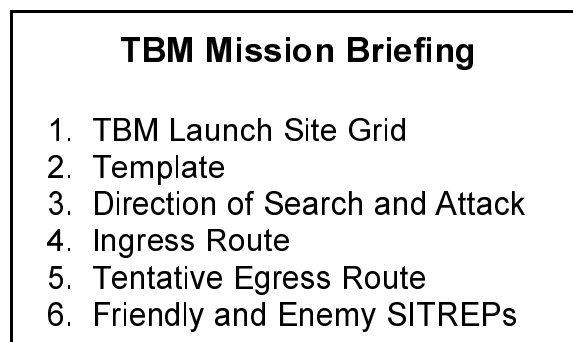 TBM Mission Briefing
1. TBM Launch Site Grid
2. Template
3. Direction of Search and Attack
4. Ingress Route
5. Tentative Egress Route
6. Friendly and Enemy SITREPs